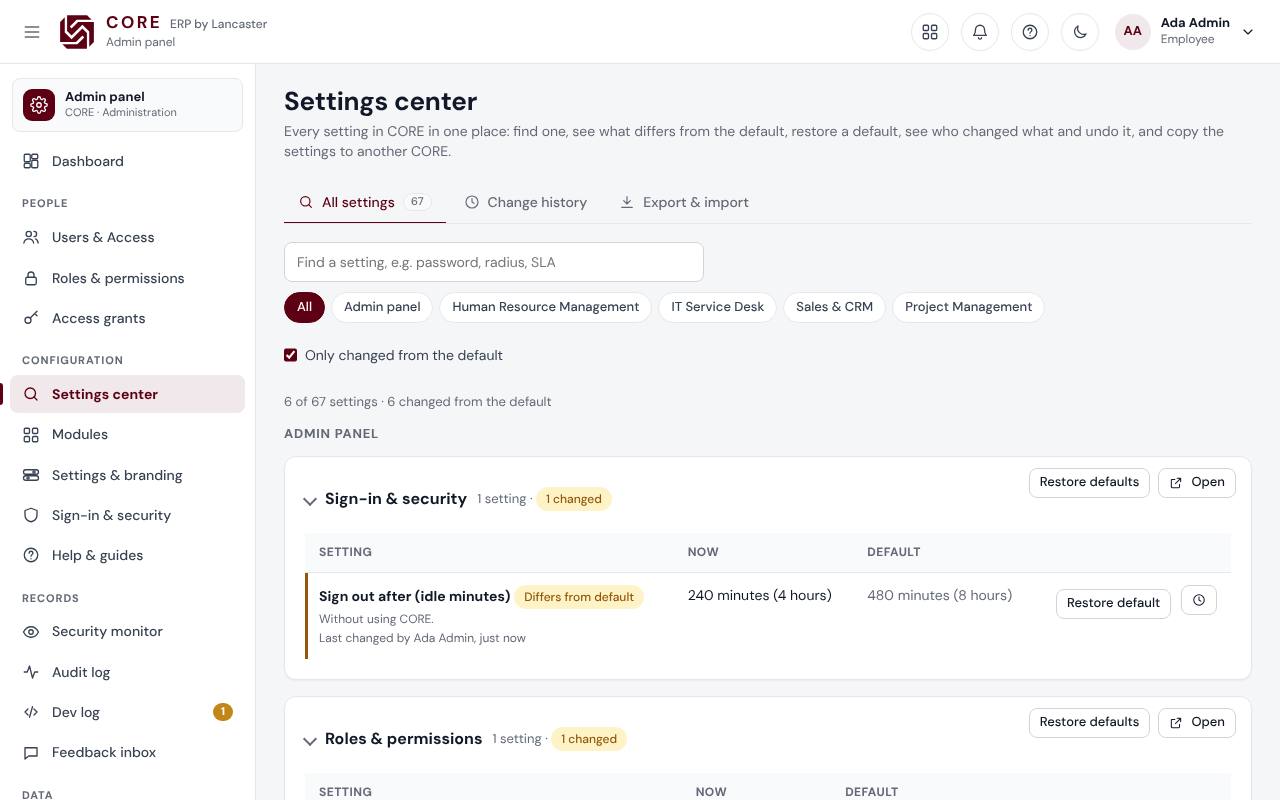 CORE ERP by Lancaster
Admin panel
AA
Ada Admin
Employee
Admin panel
CORE · Administration
Dashboard
PEOPLE
Users & Access
Roles & permissions
Access grants
CONFIGURATION
Settings center
Modules
Settings & branding
Sign-in & security
Help & guides
RECORDS
Security monitor
Audit log
Dev log 1
Feedback inbox
DATA
Settings center
Every setting in CORE in one place: find one, see what differs from the default, restore a default, see who changed what and undo it, and copy the
settings to another CORE.
All settings 67 Change history Export & import
Find a setting, e.g. password, radius, SLA
All Admin panel Human Resource Management IT Service Desk Sales & CRM Project Management
Only changed from the default
6 of 67 settings · 6 changed from the default
ADMIN PANEL
Restore defaults Open
Sign-in & security 1 setting · 1 changed
SETTING NOW DEFAULT
Sign out after (idle minutes) Differs from default 240 minutes (4 hours) 480 minutes (8 hours) Restore default
Without using CORE.
Last changed by Ada Admin, just now
Restore defaults Open
Roles & permissions 1 setting · 1 changed
SETTING NOW DEFAULT